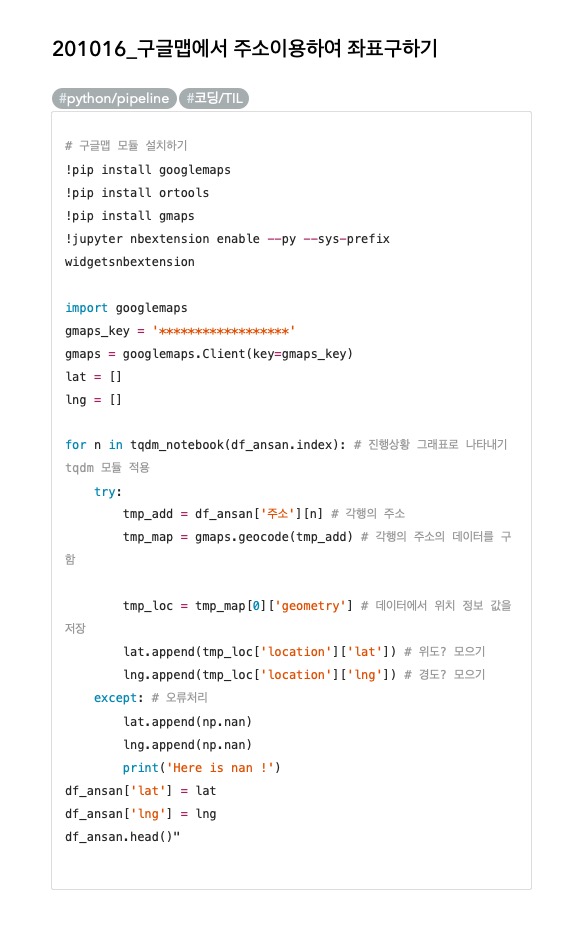 201016_구글맵에서 주소이용하여 좌표구하기
#python/pipeline #코딩/TIL
# 구글맵 모듈 설치하기
!pip install googlemaps
!pip install ortools
!pip install gmaps
!jupyter nbextension enable --py --sys-prefix
widgetsnbextension
import googlemaps
gmaps_key = '******************'
gmaps = googlemaps.Client(key=gmaps_key)
lat = []
lng = []
for n in tqdm_notebook(df_ansan.index): # 진행상황 그래표로 나타내기
tqdm 모듈 적용
    try:
        tmp_add = df_ansan['주소'][n] # 각행의 주소
        tmp_map = gmaps.geocode(tmp_add) # 각행의 주소의 데이터를 구
함
        tmp_loc = tmp_map[0]['geometry'] # 데이터에서 위치 정보 값을
저장
        lat.append(tmp_loc['location']['lat']) # 위도? 모으기
        lng.append(tmp_loc['location']['lng']) # 경도? 모으기
    except: # 오류처리
        lat.append(np.nan)
        lng.append(np.nan)
        print('Here is nan !')
df_ansan['lat'] = lat
df_ansan['lng'] = lng
df_ansan.head()"